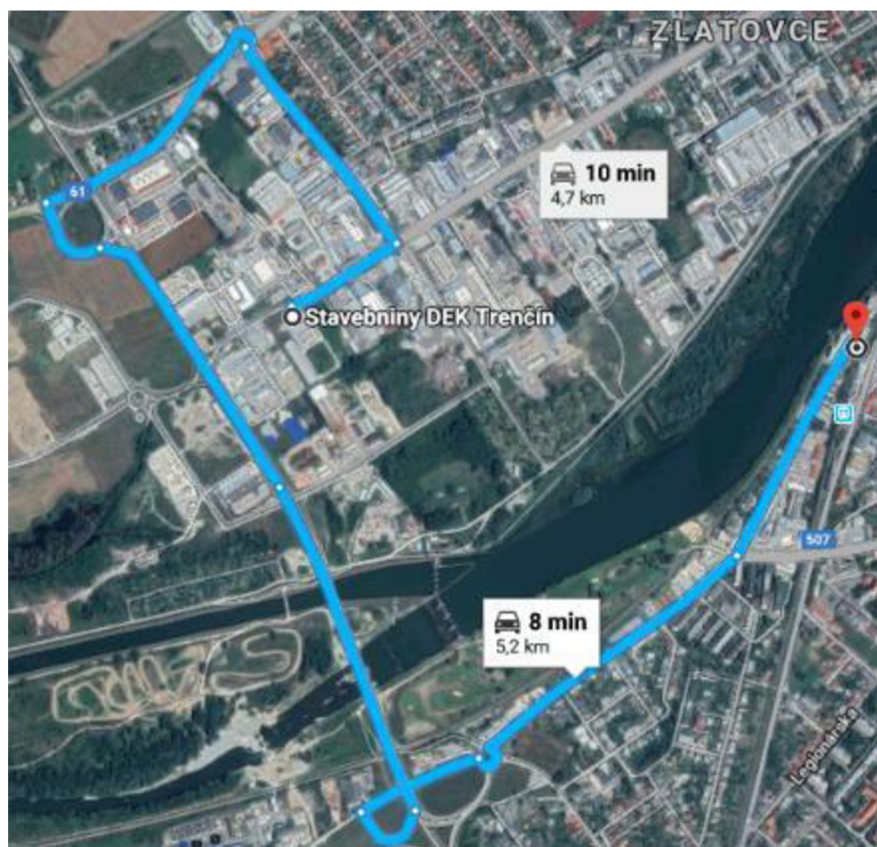 ZLATOVCE
10 min
4,7 km
61
Stavebniny DEK Trenčín
507
8 min
5,2 km
Legionárska